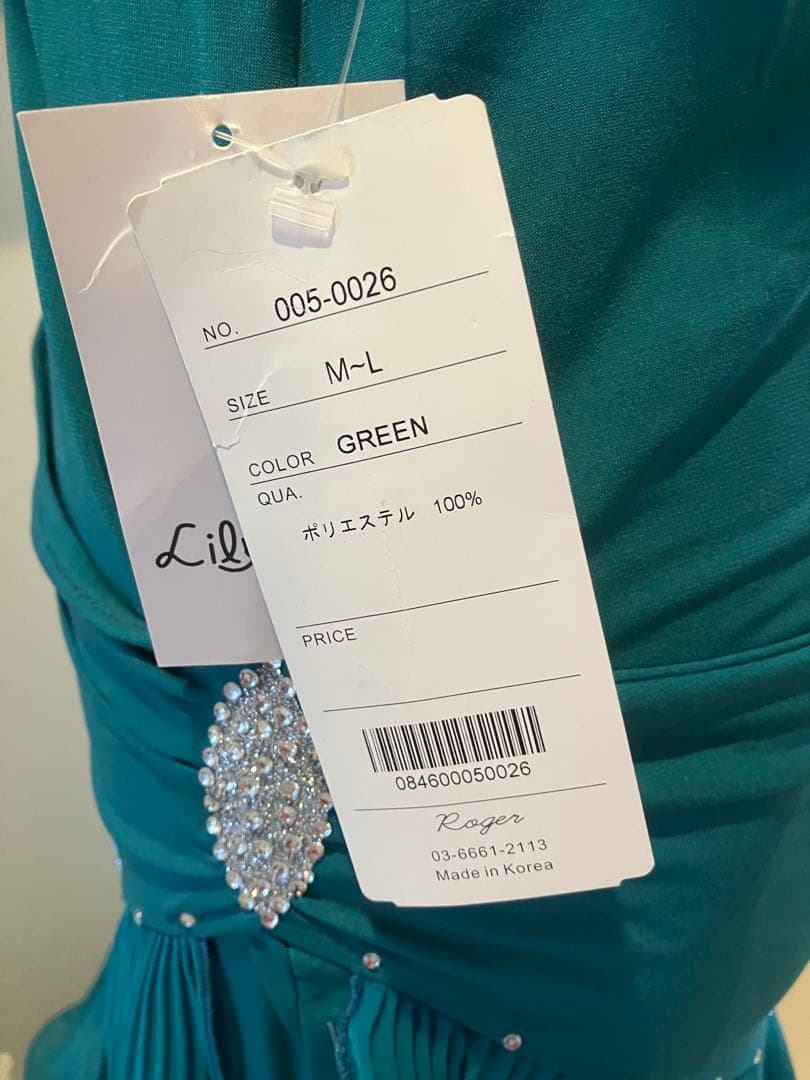 NO. 005-0026
SIZE M~L
COLOR GREEN
QUA.
ポリエステル 100%
PRICE
084600050026
Roger
03-6661-2113
Made in Korea